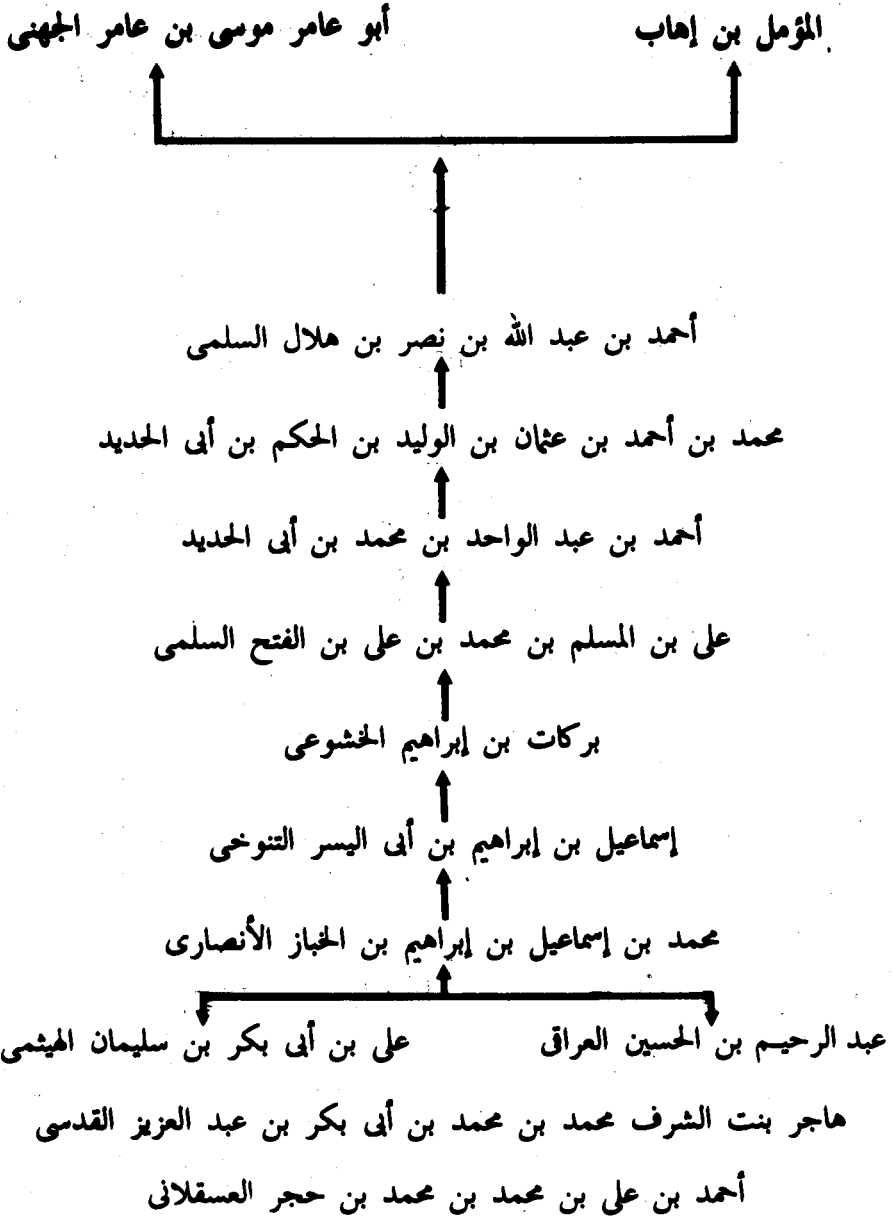 المؤمل بن إهاب
أبو عامر موسى بن عامر الجهنى
أحمد بن عبد الله بن نصر بن هلال السلمى
محمد بن أحمد بن عثمان بن الوليد بن الحكم بن أبى الحديد
أحمد بن عبد الواحد بن محمد بن أبى الحديد
على بن المسلم بن محمد بن على بن الفتح السلمى
بركات بن إبراهيم الخشوعى
إسماعيل بن إبراهيم بن أبى اليسر التنوخى
محمد بن إسماعيل بن إبراهيم بن الخباز الأنصارى
عبد الرحيم بن الحسين العراقى
على بن أبى بكر بن سليمان الهيثمى
هاجر بنت الشرف محمد بن محمد بن أبى بكر بن عبد العزيز القدسى
أحمد بن على بن محمد بن محمد بن حجر العسقلانى